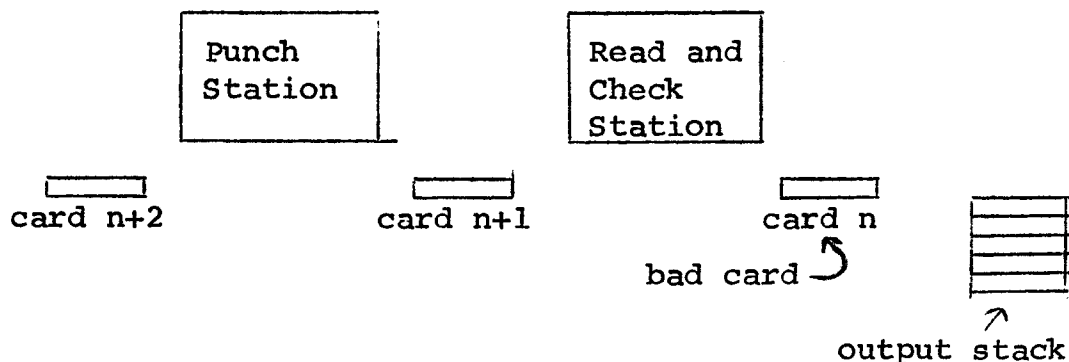 Punch
Station
Read and
Check
Station
card n+2
card n+1
card n
bad card
output stack